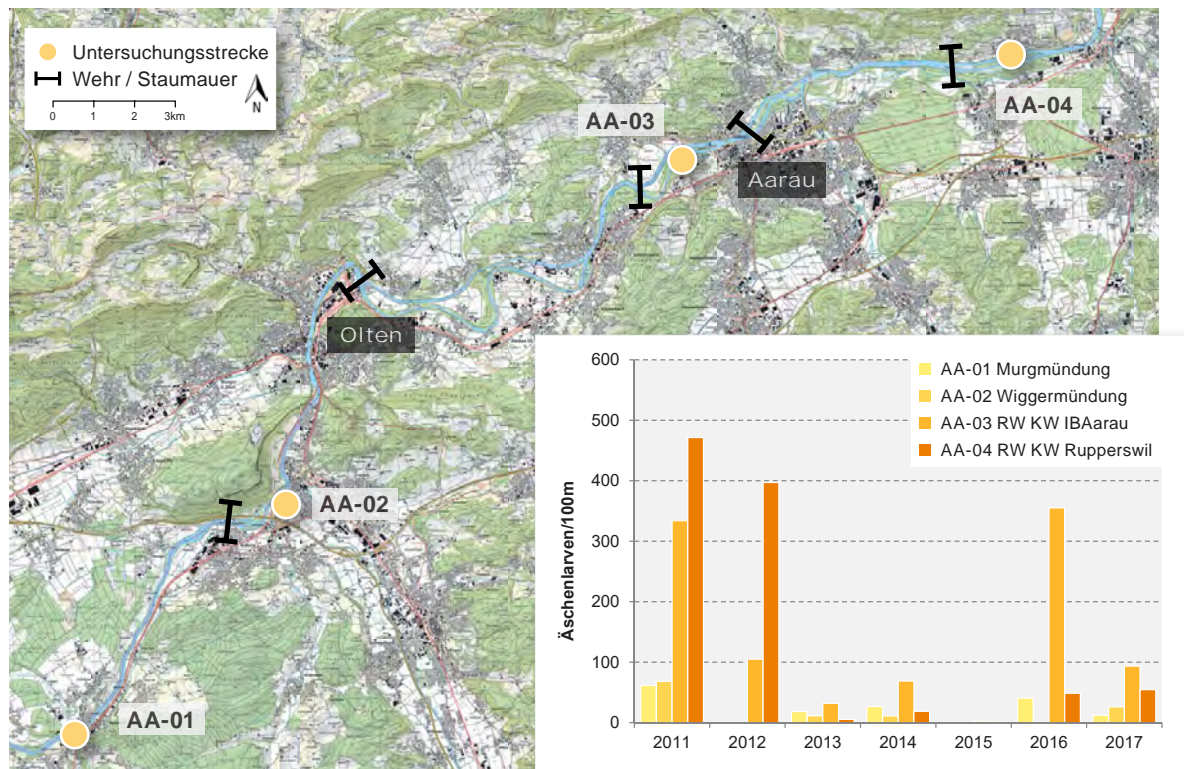 Untersuchungsstrecke
Wehr / Staumauer
N
0 1 2 3km
AA-04
AA-03
Aarau
Olten
AA-02
AA-01
600
500
400
300
200
100
0
Äschenlarven/100m
AA-01 Murgmündung
AA-02 Wiggermündung
AA-03 RW KW IBAarau
AA-04 RW KW Rupperswil
2011 2012 2013 2014 2015 2016 2017